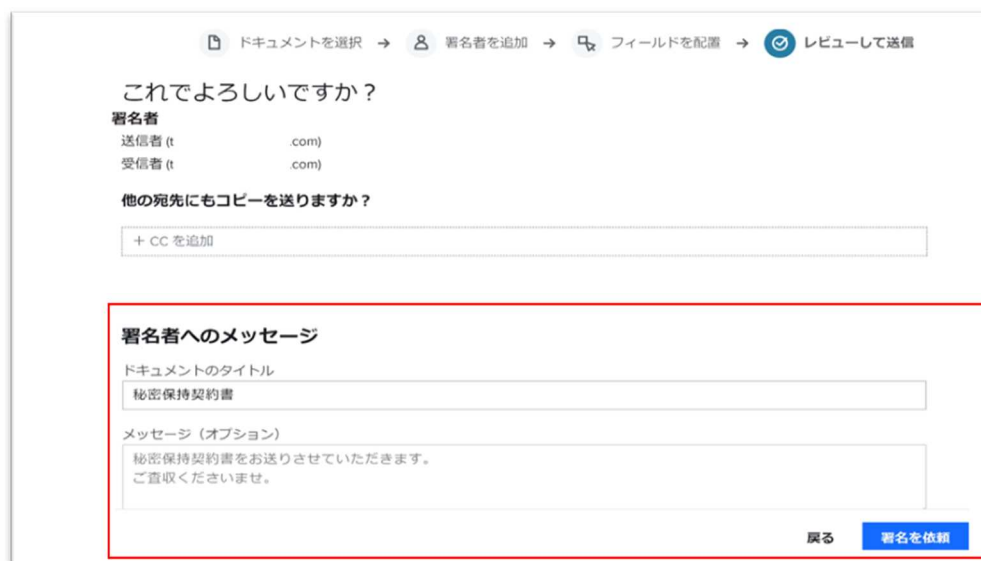 ドキュメントを選択 → 署名者を追加 → フィールドを配置 → レビューして送信
これでよろしいですか？
署名者
送信者 (t .com)
受信者 (t .com)
他の宛先にもコピーを送りますか？
＋ CC を追加
署名者へのメッセージ
ドキュメントのタイトル
秘密保持契約書
メッセージ（オプション）
秘密保持契約書をお送りさせていただきます。
ご査収くださいませ。
戻る 署名を依頼